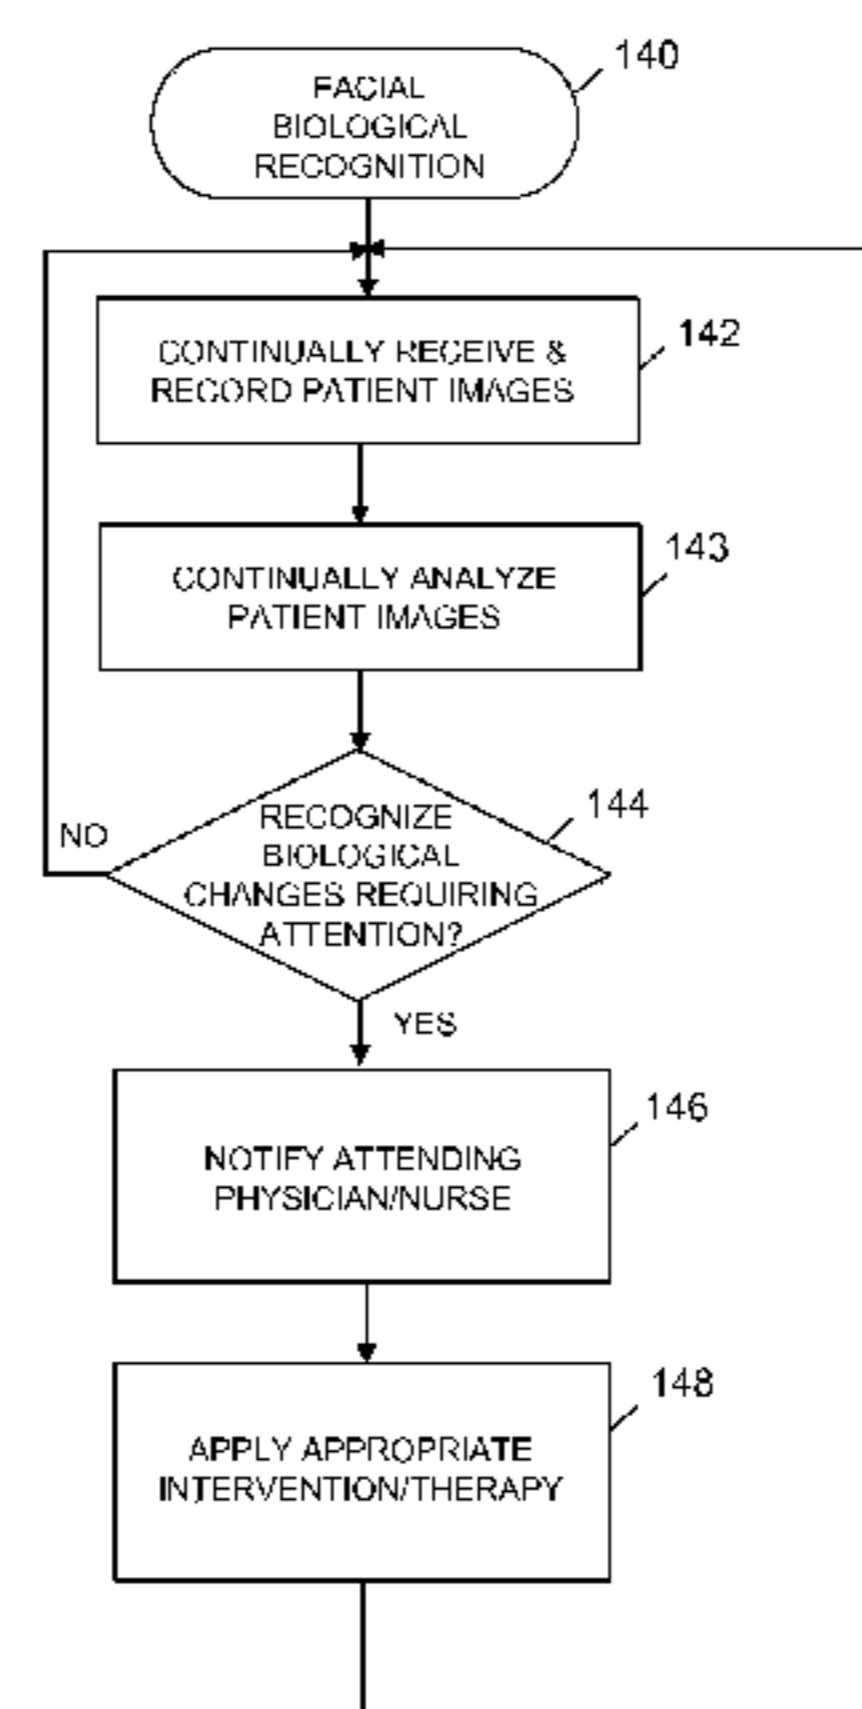 140
FACIAL
BIOLOGICAL
RECOGNITION
142
CONTINUALLY RECEIVE &
RECORD PATIENT IMAGES
143
CONTINUALLY ANALYZE
PATIENT IMAGES
144
RECOGNIZE
BIOLOGICAL
CHANGES REQUIRING
ATTENTION?
NO
YES
146
NOTIFY ATTENDING
PHYSICIAN/NURSE
148
APPLY APPROPRIATE
INTERVENTION/THERAPY